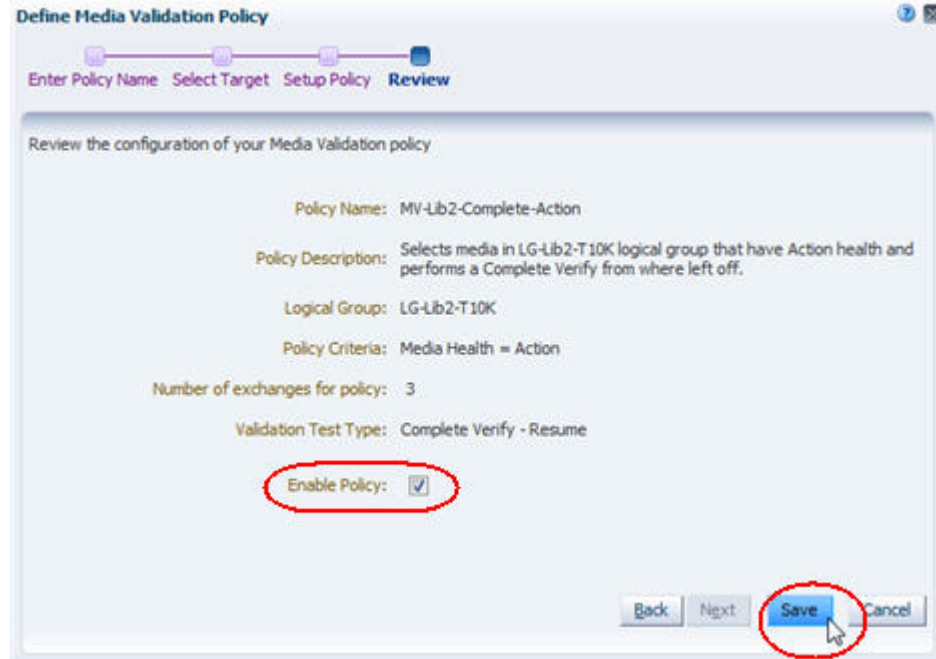 Define Media Validation Policy
Enter Policy Name Select Target Setup Policy Review
Review the configuration of your Media Validation policy
Policy Name: MV-Lib2-Complete-Action
Policy Description: Selects media in LG-Lib2-T10K logical group that have Action health and
performs a Complete Verify from where left off.
Logical Group: LG-Lib2-T10K
Policy Criteria: Media Health = Action
Number of exchanges for policy: 3
Validation Test Type: Complete Verify - Resume
Enable Policy:
Back Next Save Cancel